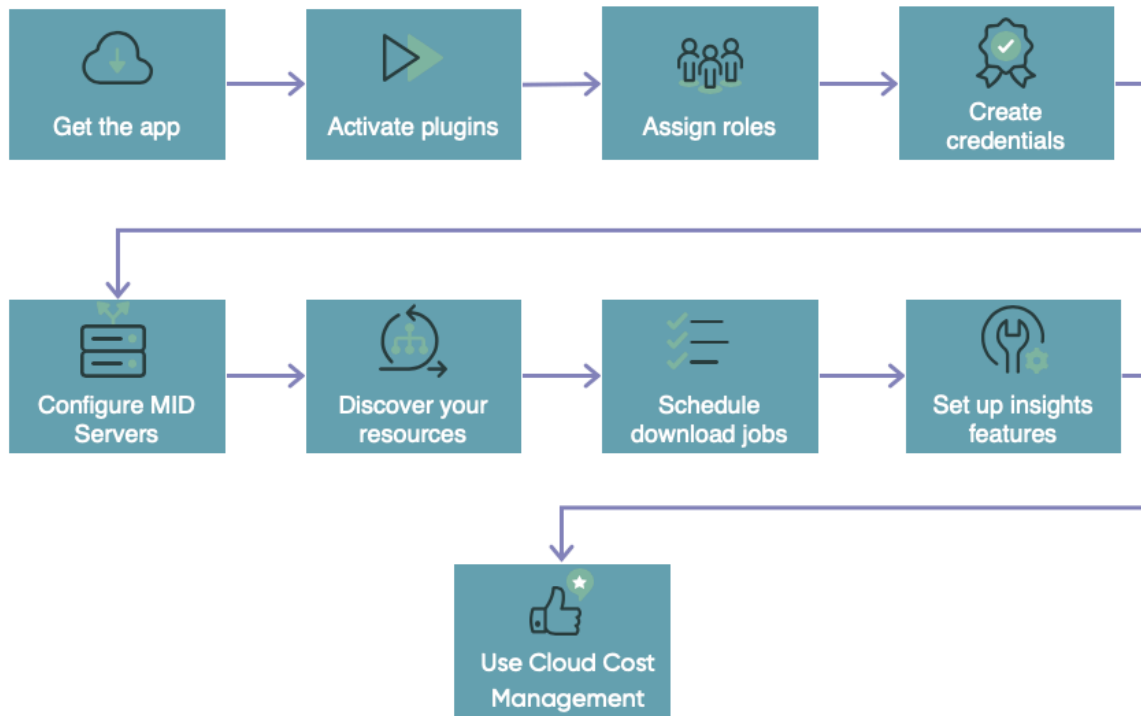 Get the app
Activate plugins
Assign roles
Create
credentials
Configure MID
Servers
Discover your
resources
Schedule
download jobs
Set up insights
features
Use Cloud Cost
Management